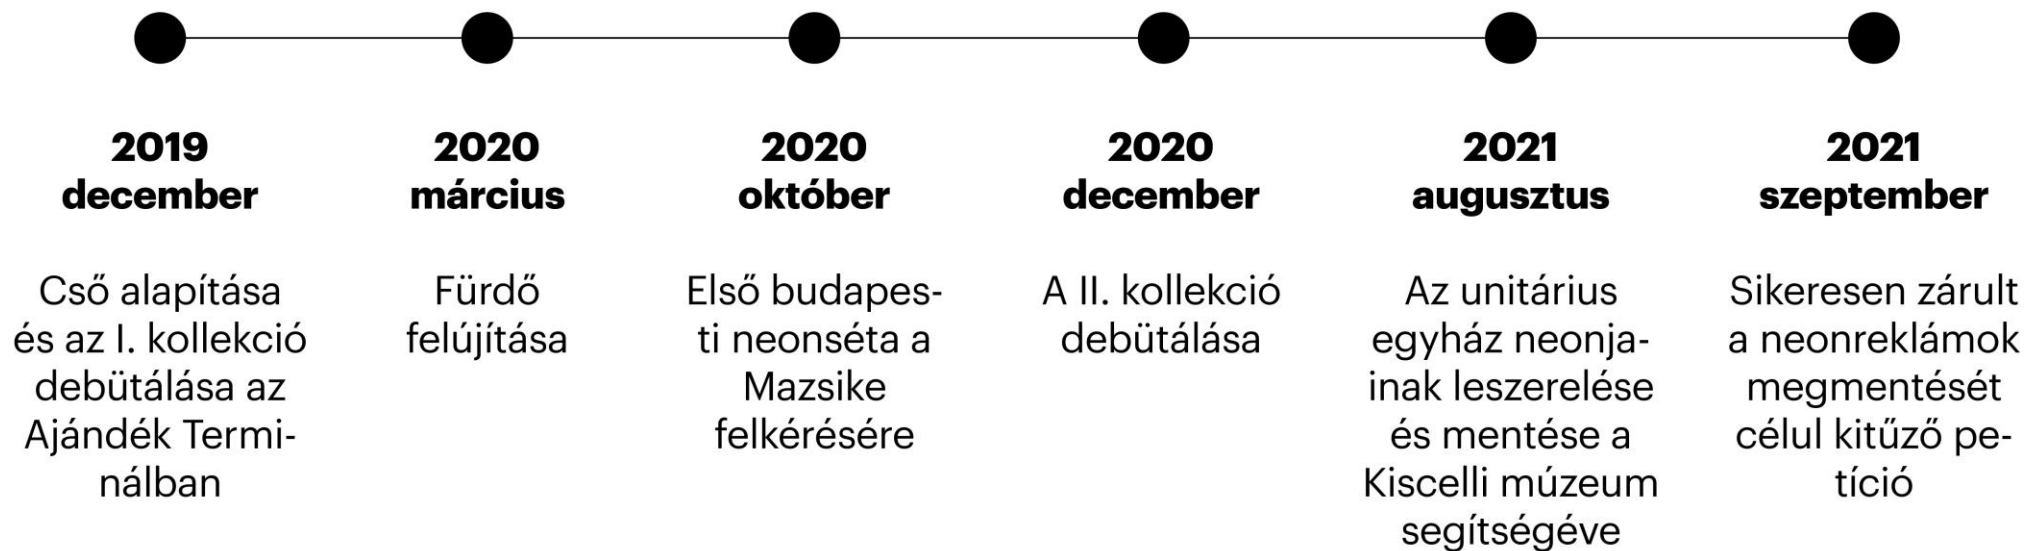 2019
december
Cső alapítása
és az I. kollekció
debütálása az
Ajándék Termi-
nálban
2020
március
Fürdő
felújítása
2020
október
Első budapes-
ti neonséta a
Mazsike
felkérésére
2020
december
A II. kollekció
debütálása
2021
augusztus
Az unitárius
egyház neonja-
inak leszerelése
és mentése a
Kiscelli múzeum
segítségéve
2021
szeptember
Sikeresen zárult
a neonreklámok
megmentését
célul kitűző pe-
tíció